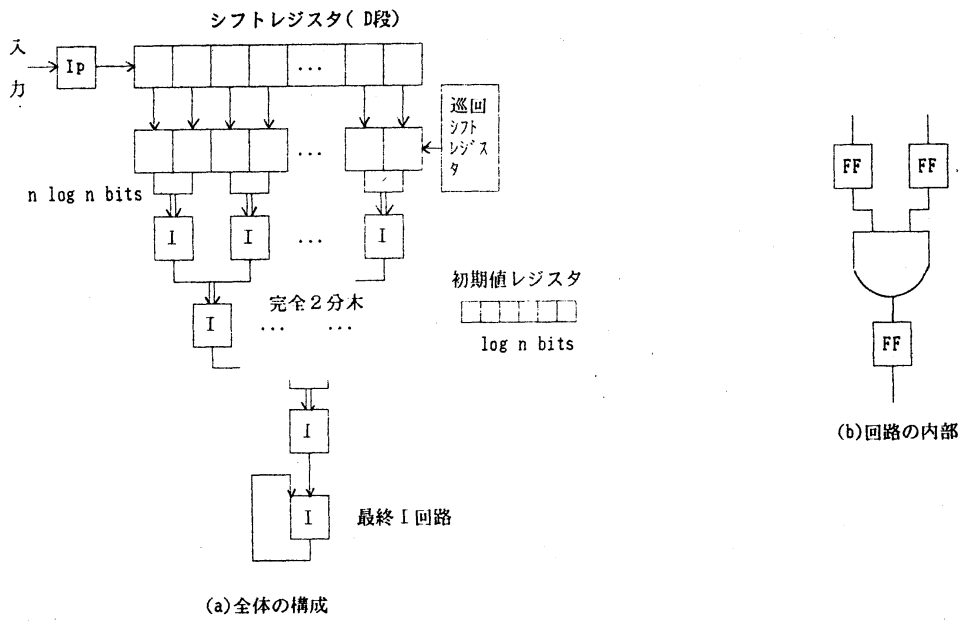 シフトレジスタ( D段)
入
力
Ip
...
巡回
シフト
レジス
タ
...
n log n bits
I
I
...
I
完全2分木
I
... ...
初期値レジスタ
log n bits
I
I
最終I回路
(a)全体の構成
FF
FF
FF
(b)回路の内部